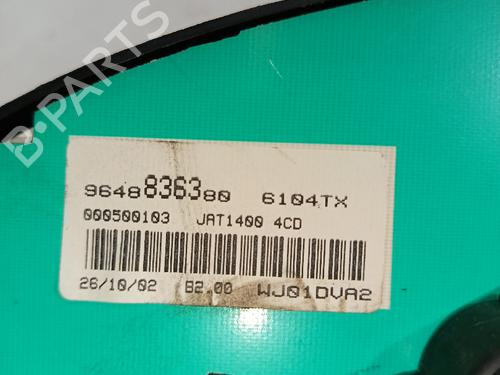 B-PARTS
9648836380 6104TX
000500103 JAT1400 4CD
26/10/02 B2.00 WJ01DVA2